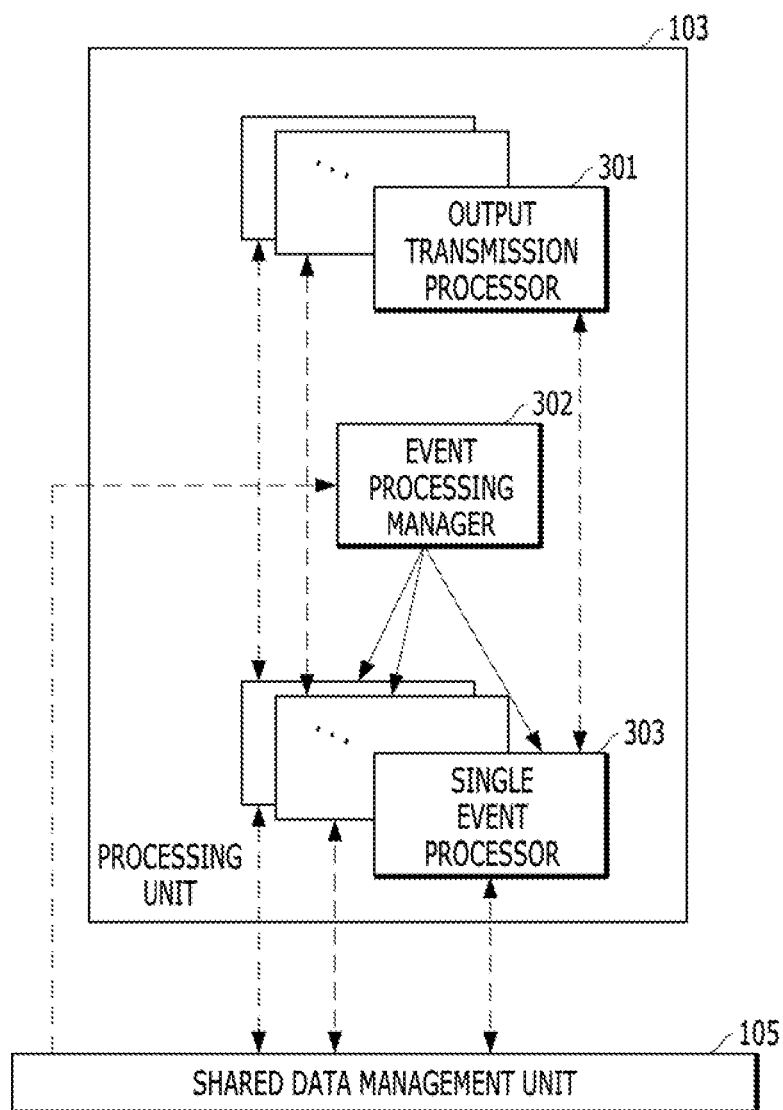 103
301
OUTPUT
TRANSMISSION
PROCESSOR
302
EVENT
PROCESSING
MANAGER
303
SINGLE
EVENT
PROCESSOR
PROCESSING
UNIT
105
SHARED DATA MANAGEMENT UNIT